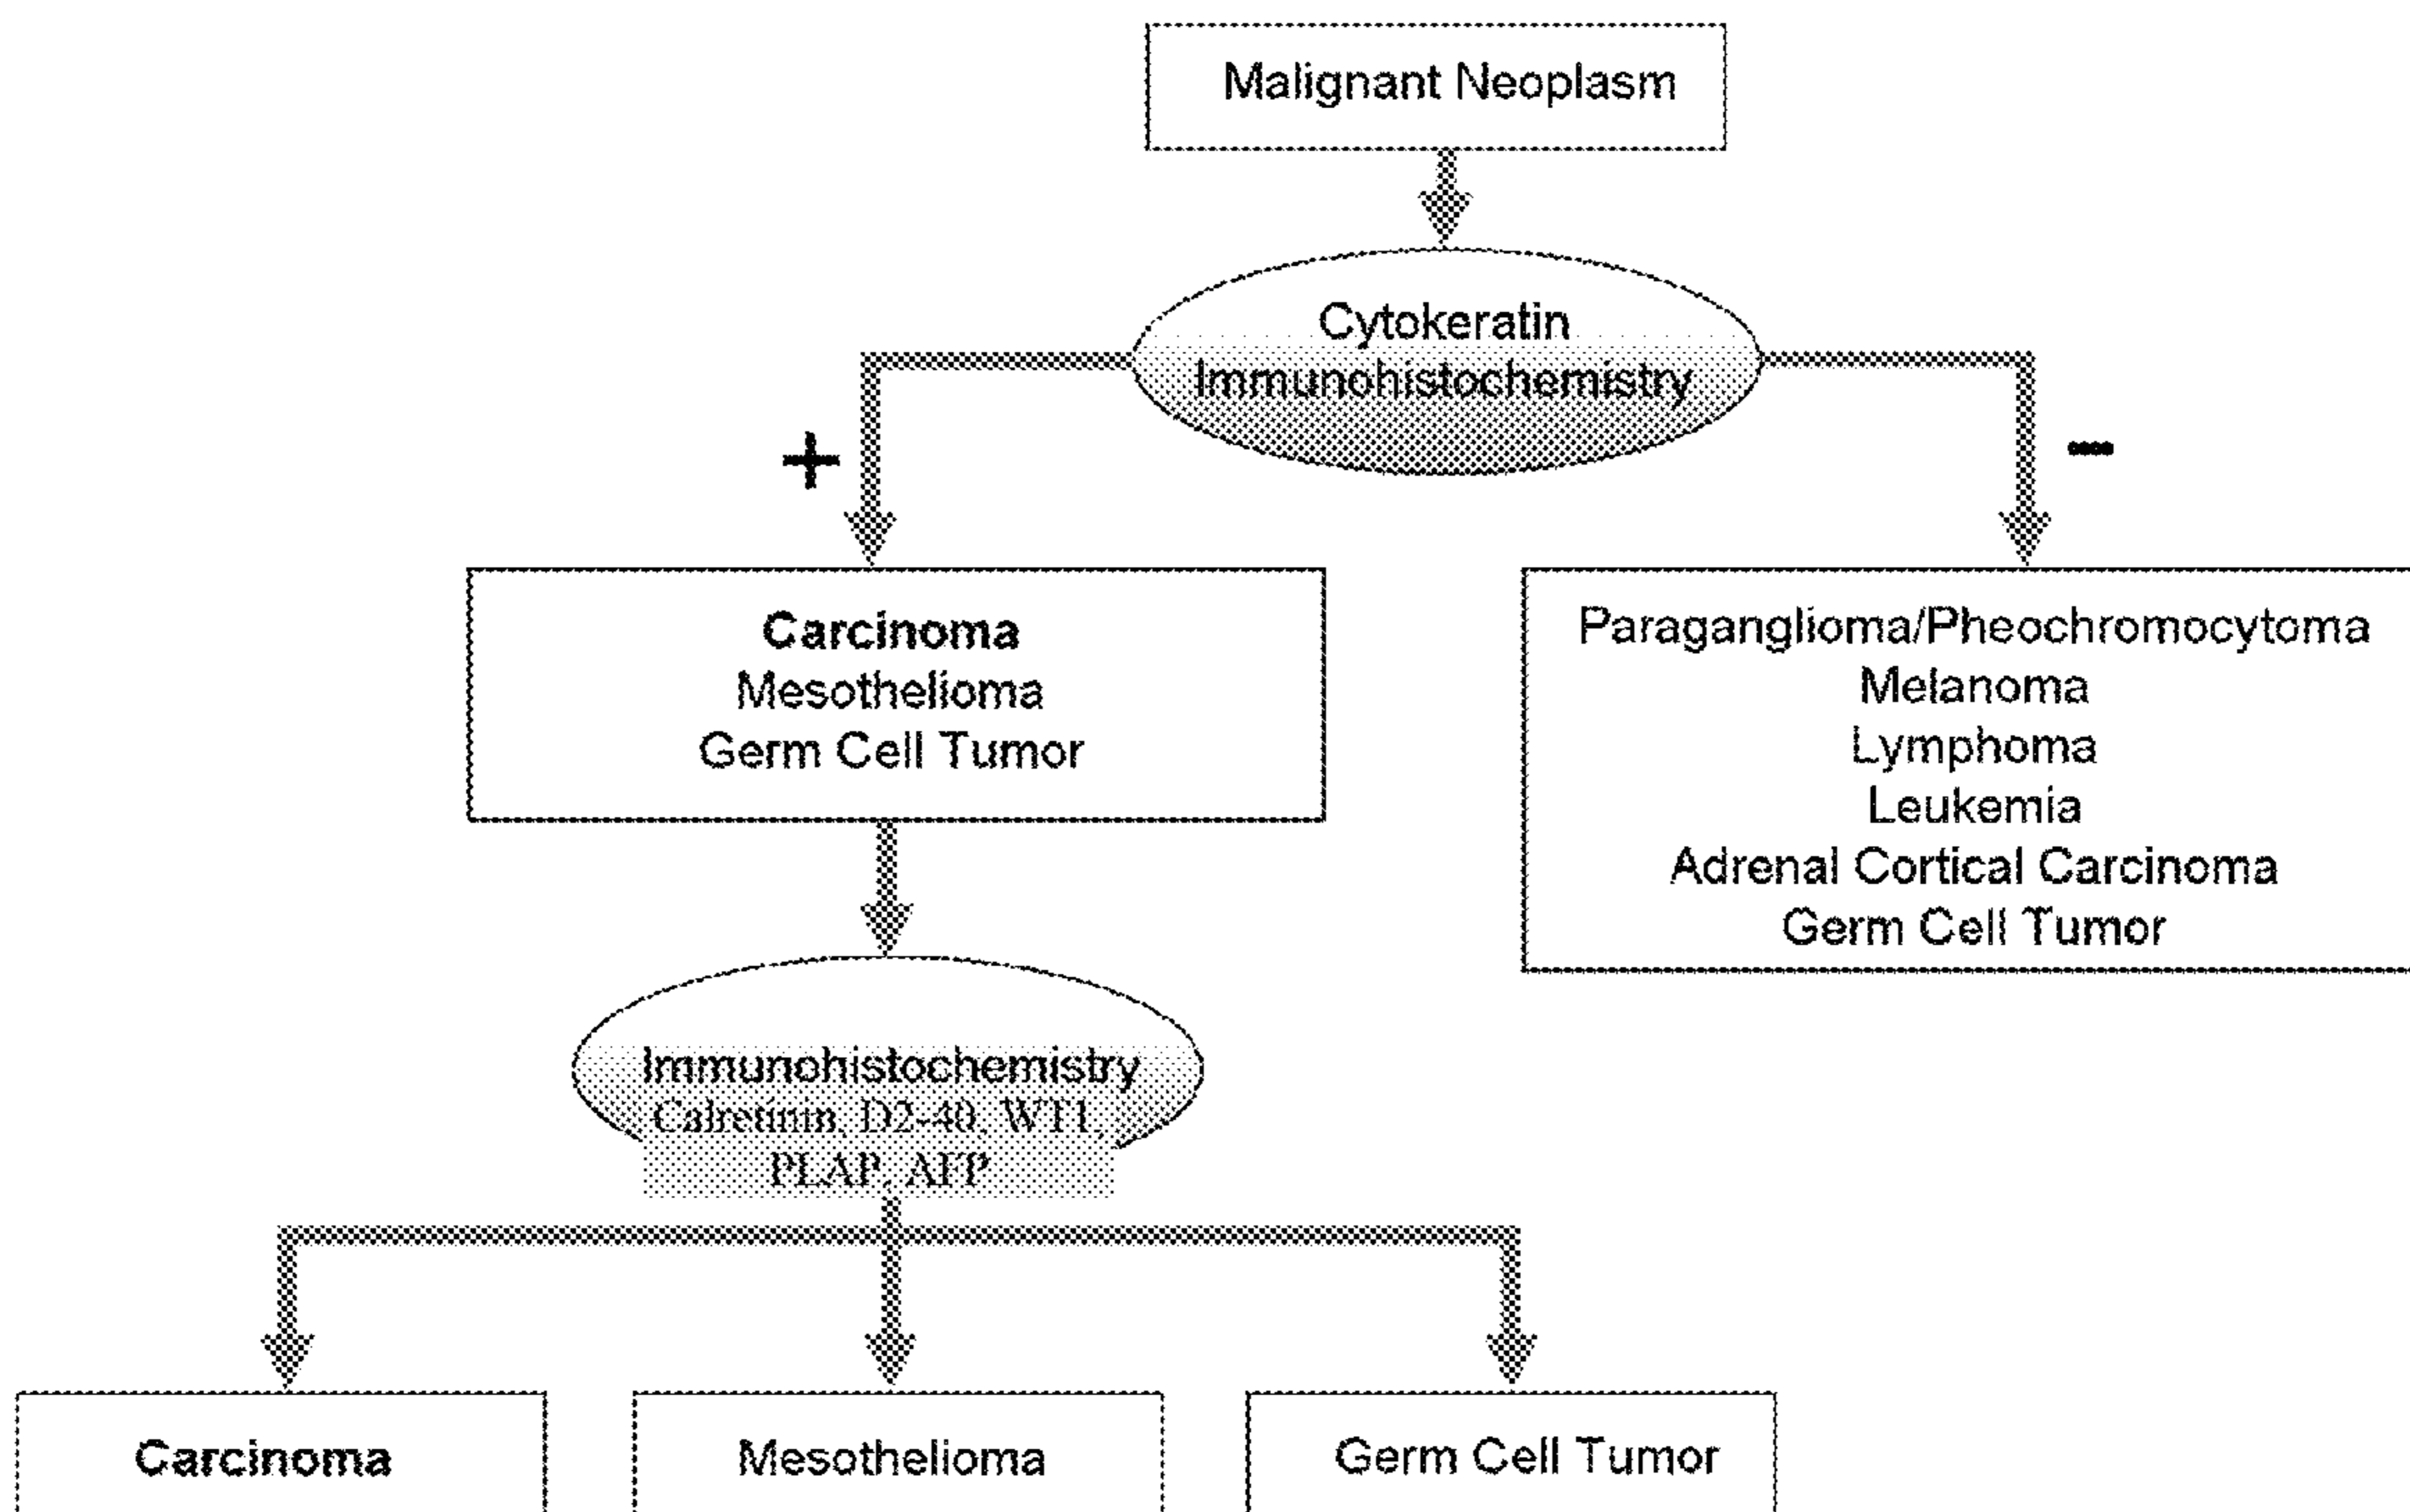 Malignant Neoplasm
Cytokeratin
Immunohistochemistry
+
–
Carcinoma
Mesothelioma
Germ Cell Tumor
Paraganglioma/Pheochromocytoma
Melanoma
Lymphoma
Leukemia
Adrenal Cortical Carcinoma
Germ Cell Tumor
Immunohistochemistry
Calretinin, D2-40, WT1,
PLAP, AFP
Carcinoma
Mesothelioma
Germ Cell Tumor